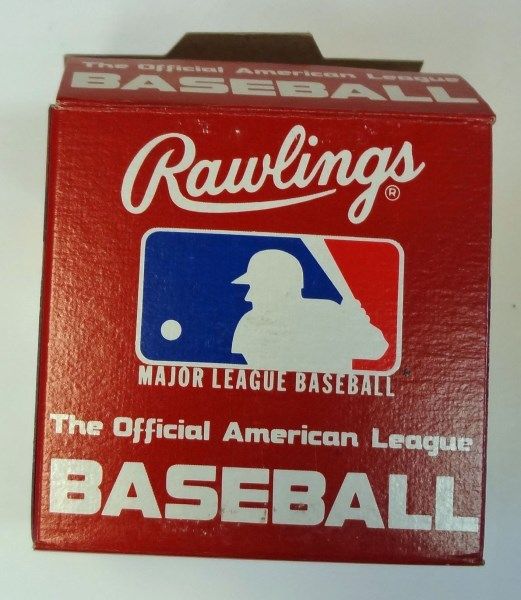 The Official American League
BASEBALL
Rawlings®
MAJOR LEAGUE BASEBALL
The Official American League
BASEBALL